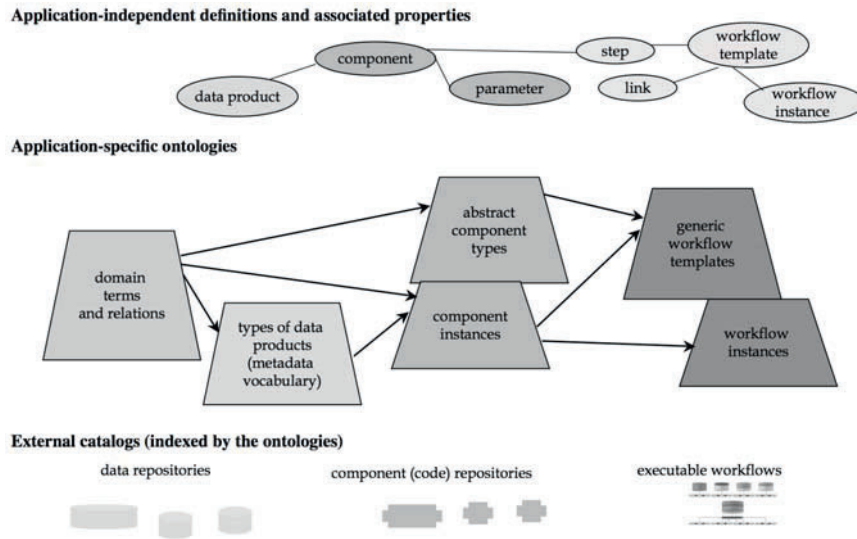 Application-independent definitions and associated properties
component
step
workflow
template
data product
parameter
link
workflow
instance
Application-specific ontologies
abstract
component
types
generic
workflow
templates
domain
terms
and relations
types of data
products
(metadata
vocabulary)
component
instances
workflow
instances
External catalogs (indexed by the ontologies)
data repositories
component (code) repositories
executable workflows